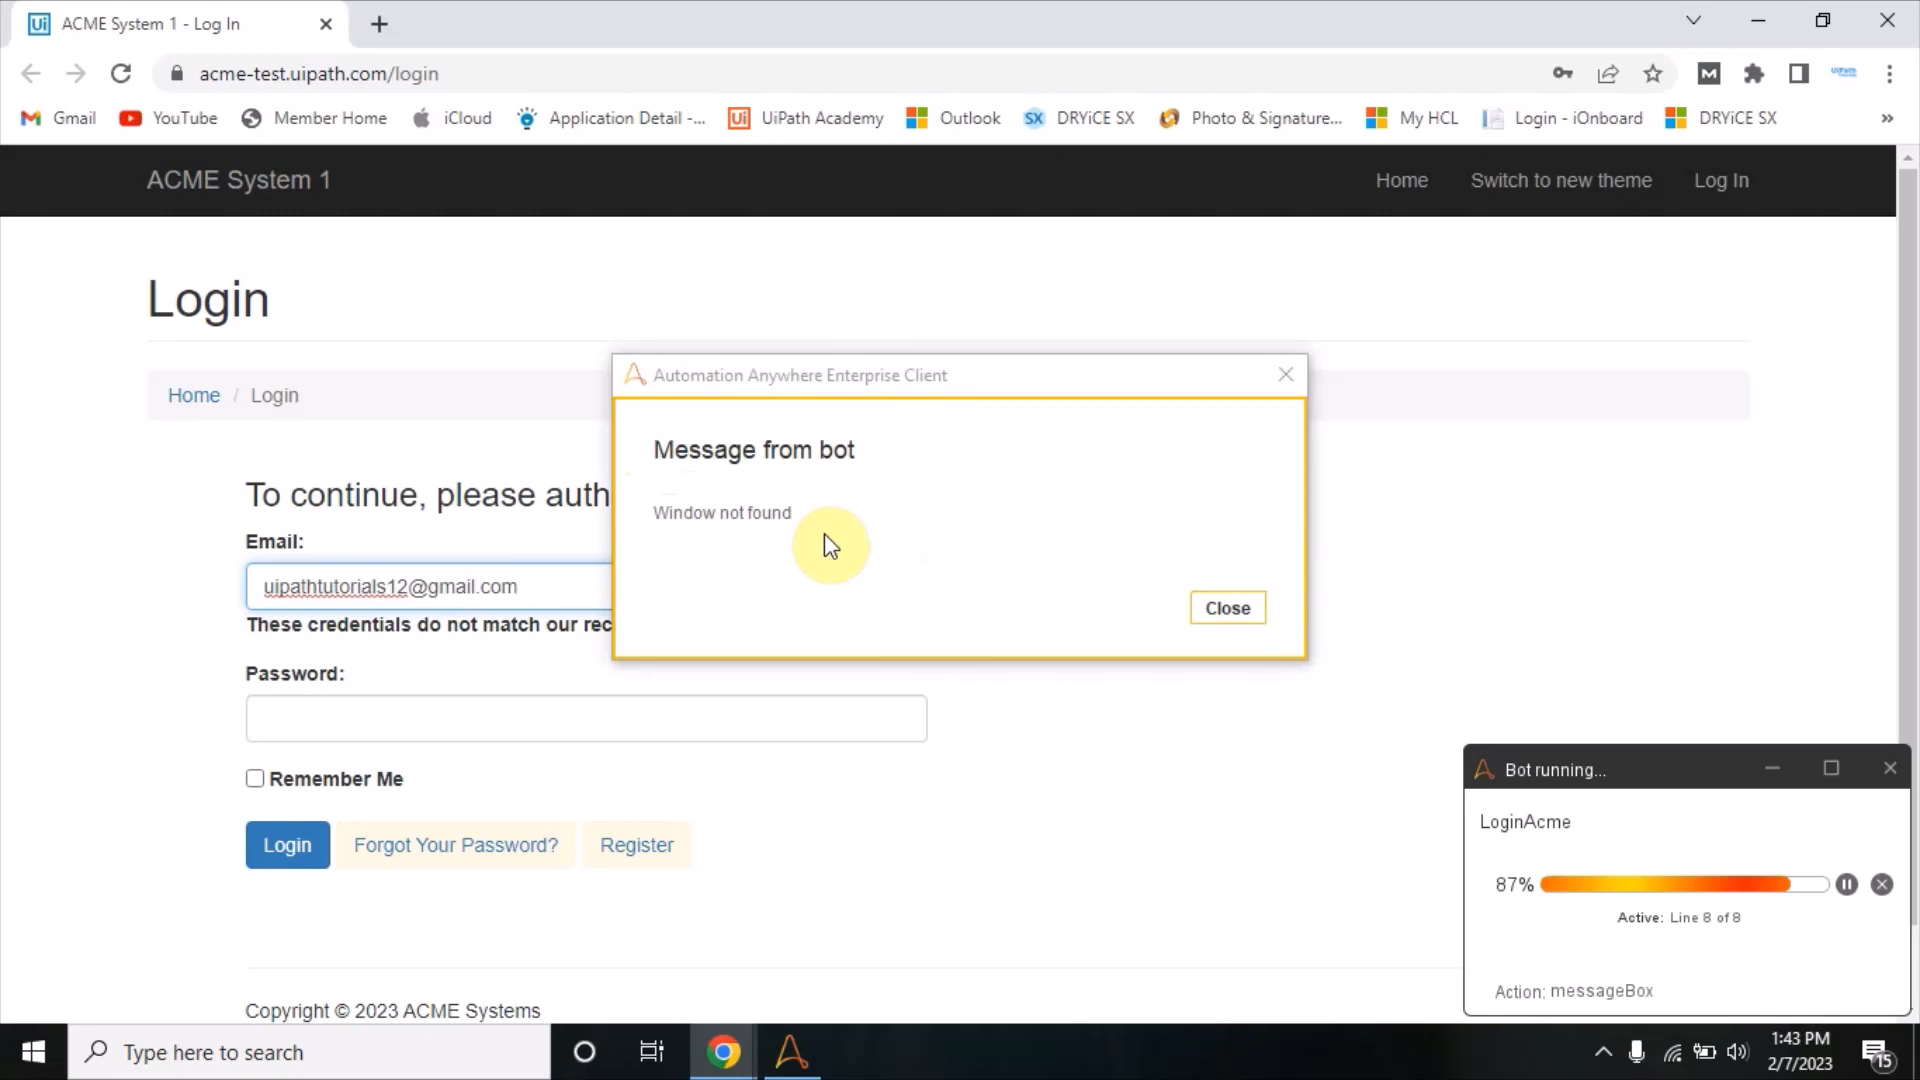 ACME System 1 - Log In
acme-test.uipath.com/login
Gmail YouTube Member Home iCloud Application Detail -... UiPath Academy Outlook DRYiCE SX Photo & Signature... My HCL Login - iOnboard DRYiCE SX »
ACME System 1 Home Switch to new theme Log In
Login
Home / Login
Automation Anywhere Enterprise Client
Message from bot
Window not found
Close
To continue, please auth
Email:
uipathtutorials12@gmail.com
These credentials do not match our rec
Password:
Remember Me
Login Forgot Your Password? Register
Bot running...
LoginAcme
87%
Active: Line 8 of 8
Action: messageBox
Copyright © 2023 ACME Systems
Type here to search
1:43 PM
2/7/2023
15